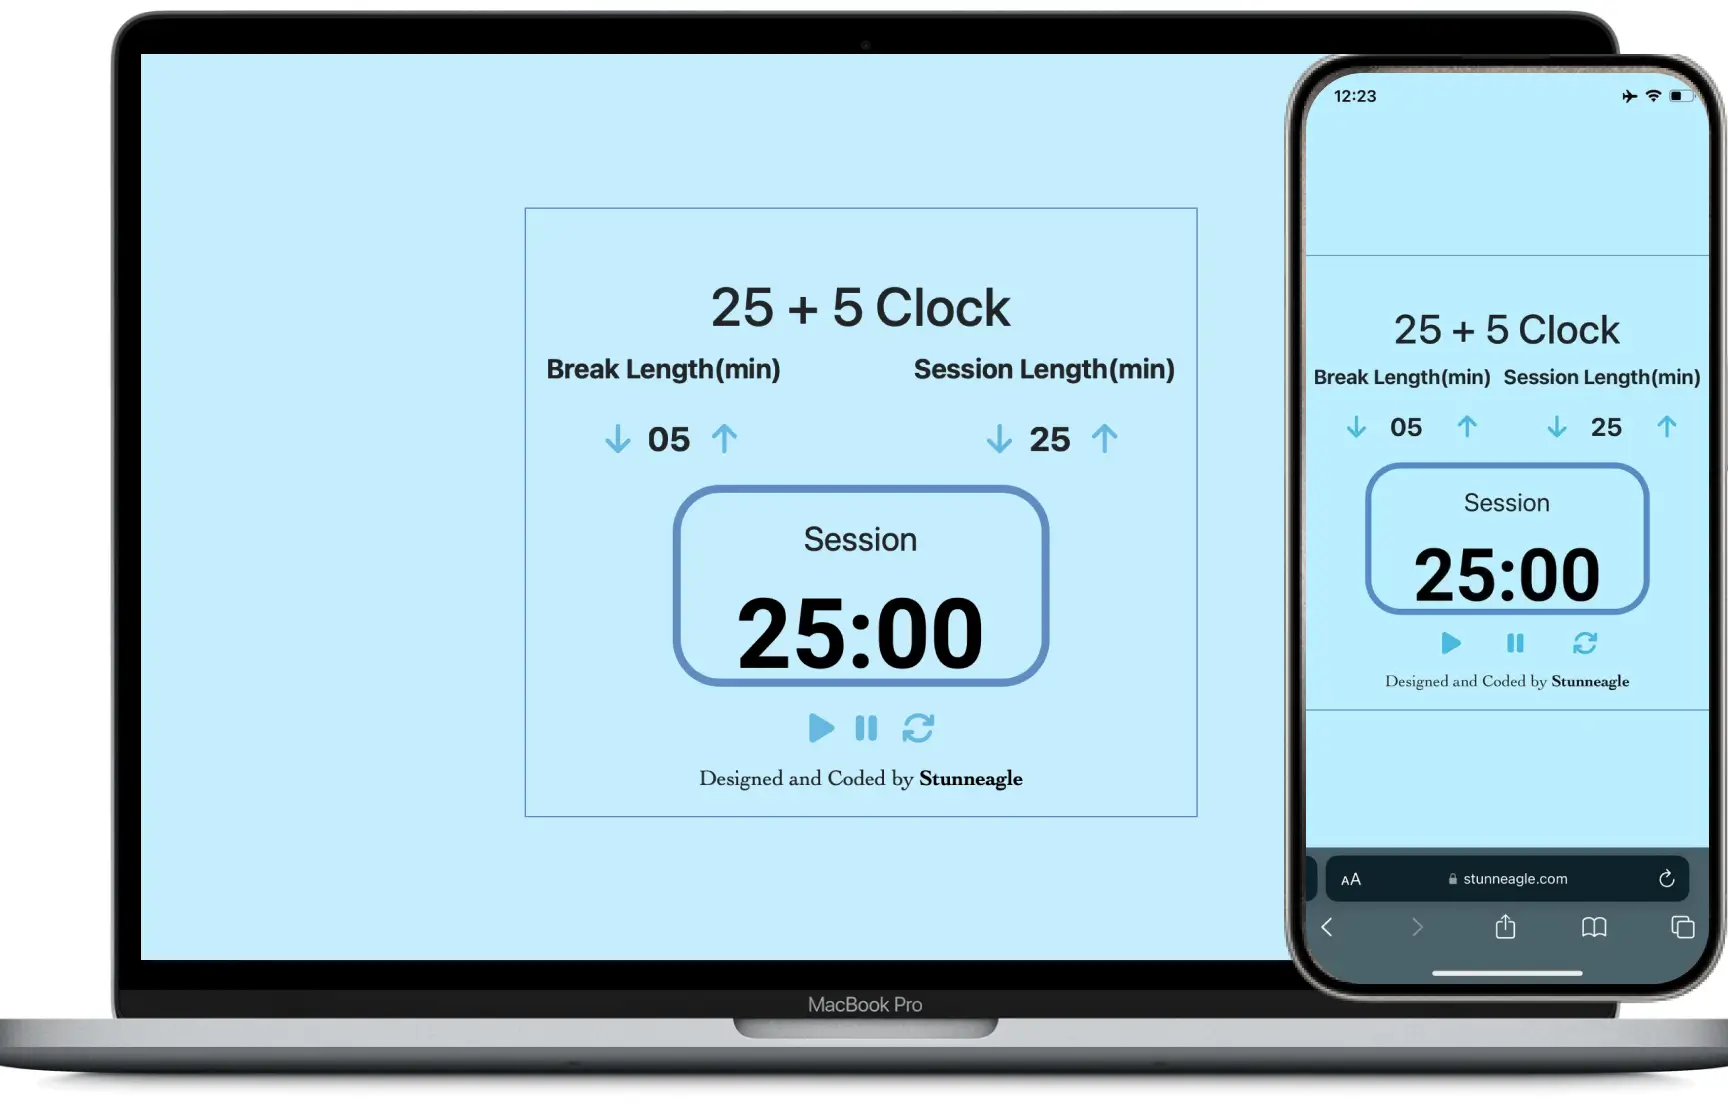 25 + 5 Clock
Break Length(min) Session Length(min)
05 25
Session
25:00
Designed and Coded by Stunneagle
MacBook Pro
12:23
25 + 5 Clock
Break Length(min) Session Length(min)
05 25
Session
25:00
Designed and Coded by Stunneagle
AA stunneagle.com